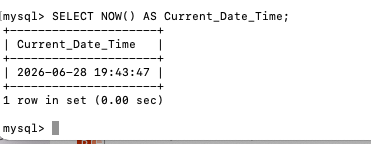 mysql> SELECT NOW() AS Current_Date_Time;
+---------------------+
| Current_Date_Time   |
+---------------------+
| 2026-06-28 19:43:47 |
+---------------------+
1 row in set (0.00 sec)
mysql>